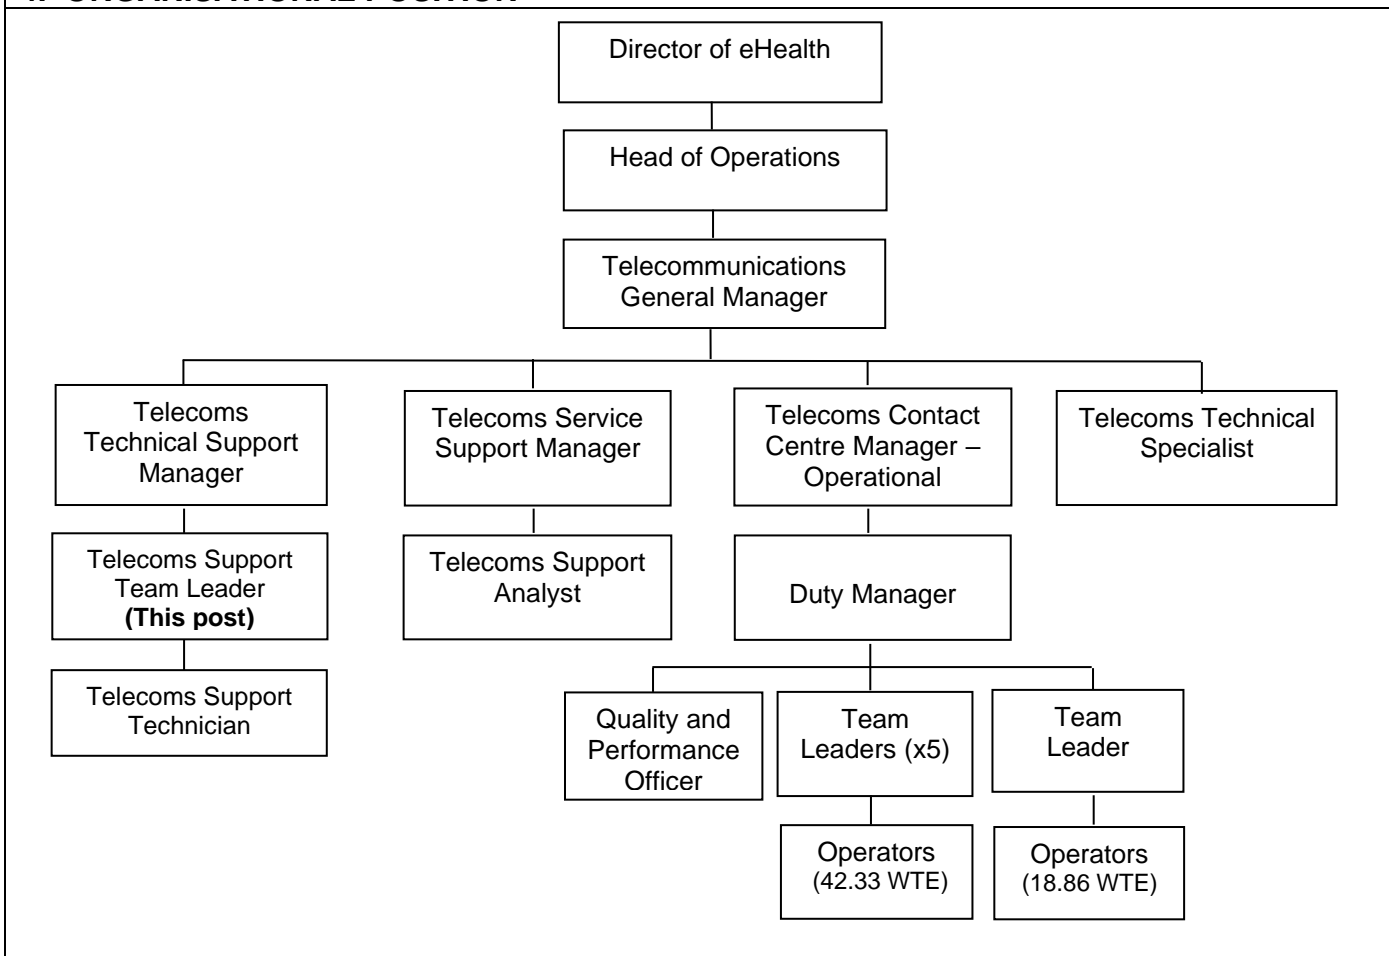 Director of eHealth
Head of Operations
Telecommunications
General Manager
Telecoms
Technical Support
Manager
Telecoms Service
Support Manager
Telecoms Contact
Centre Manager –
Operational
Telecoms Technical
Specialist
Telecoms Support
Team Leader
(This post)
Telecoms Support
Analyst
Duty Manager
Telecoms Support
Technician
Quality and
Performance
Officer
Team
Leaders (x5)
Team
Leader
Operators
(42.33 WTE)
Operators
(18.86 WTE)